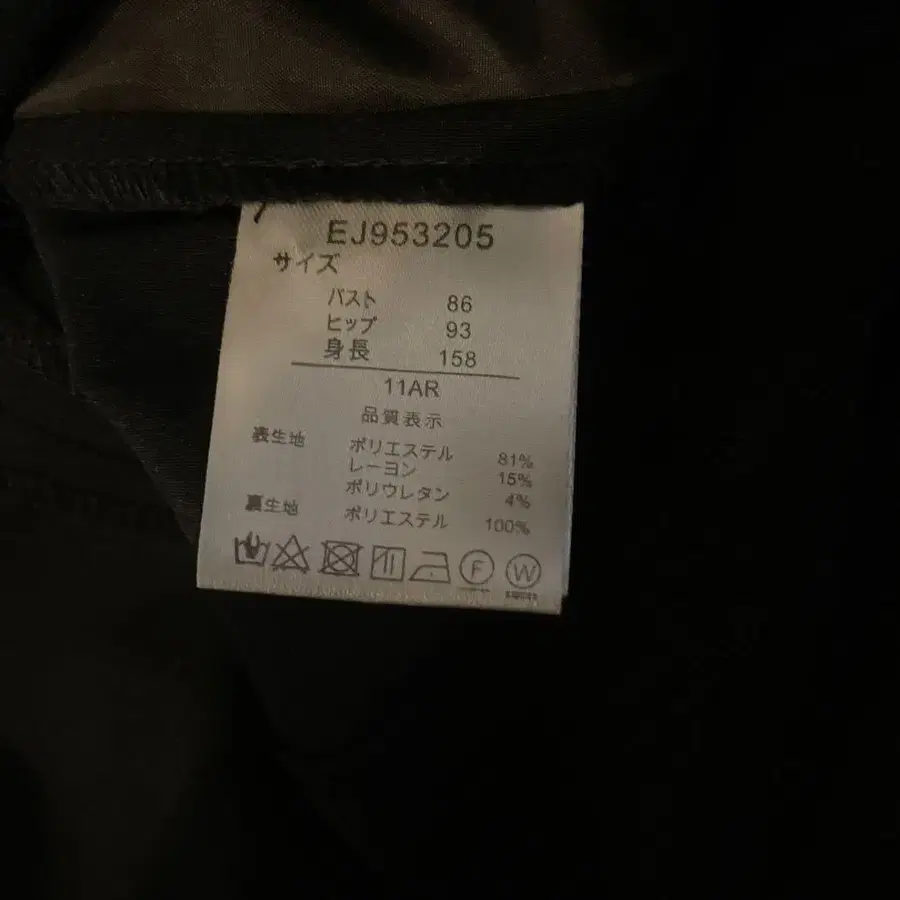 EJ953205
サイズ
バスト 86
ヒップ 93
身長 158
11AR
品質表示
表生地 ポリエステル 81%
レーヨン 15%
ポリウレタン 4%
裏生地 ポリエステル 100%
F W